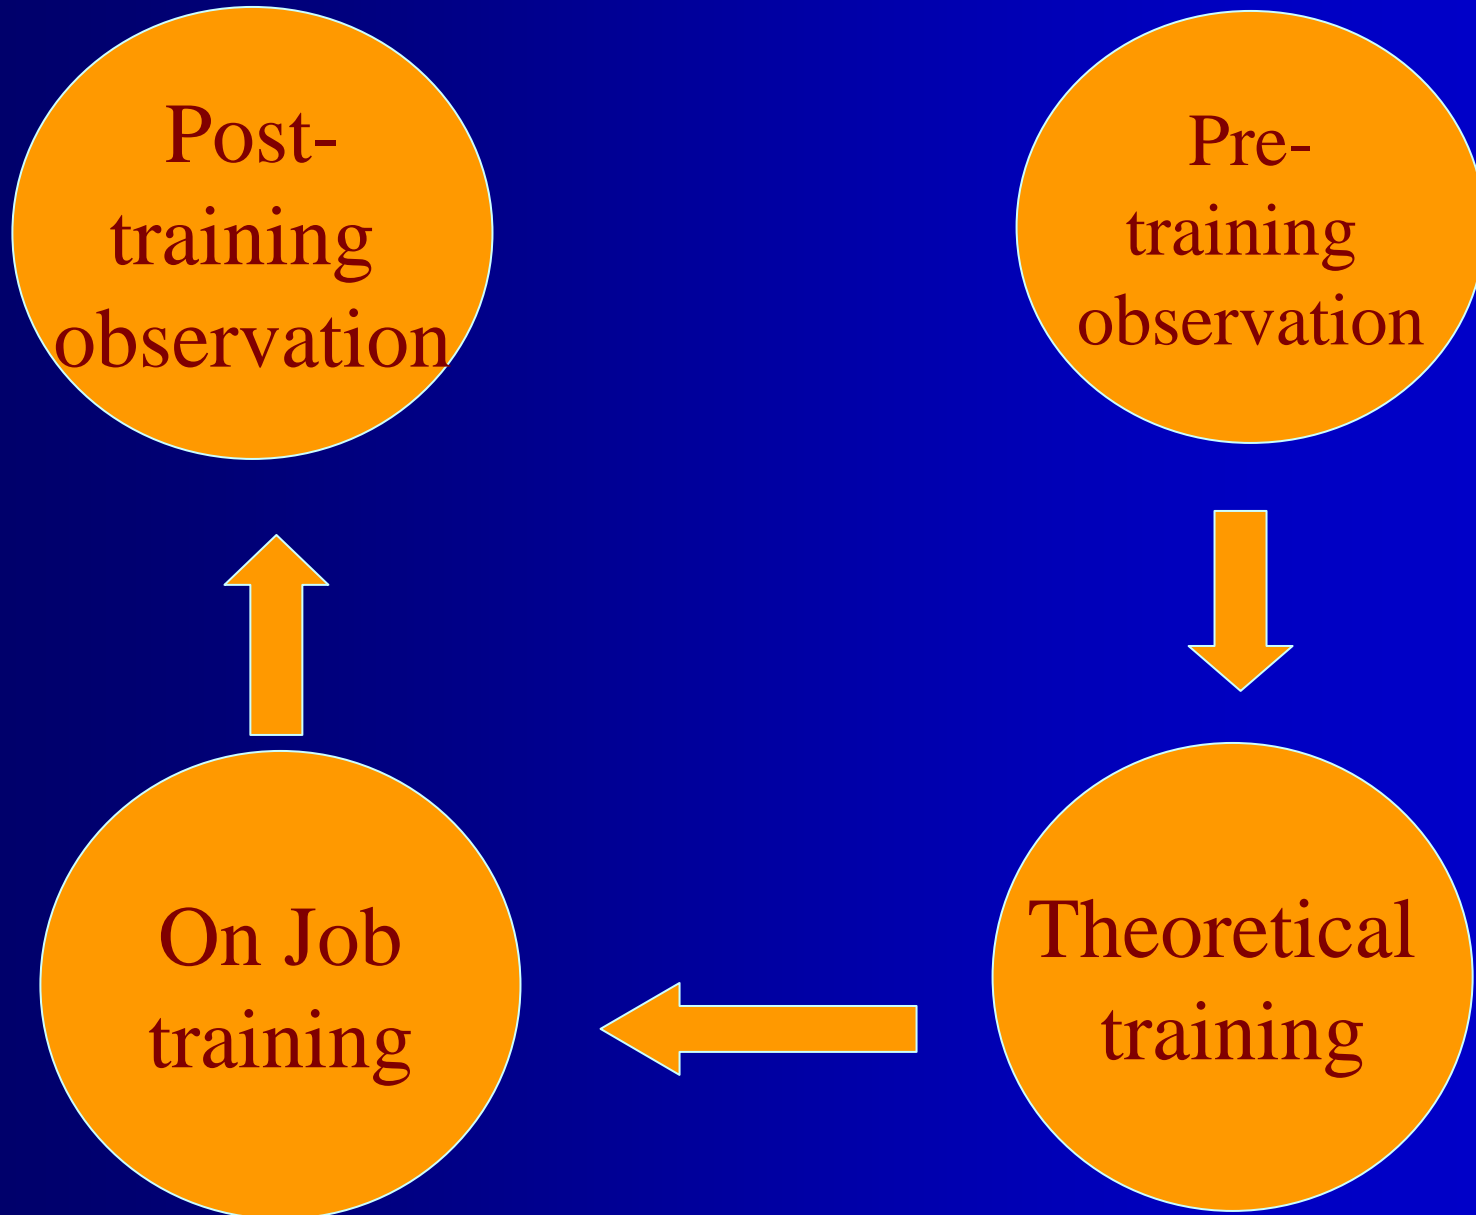 Post-
training
observation
Pre-
training
observation
On Job
training
Theoretical
training